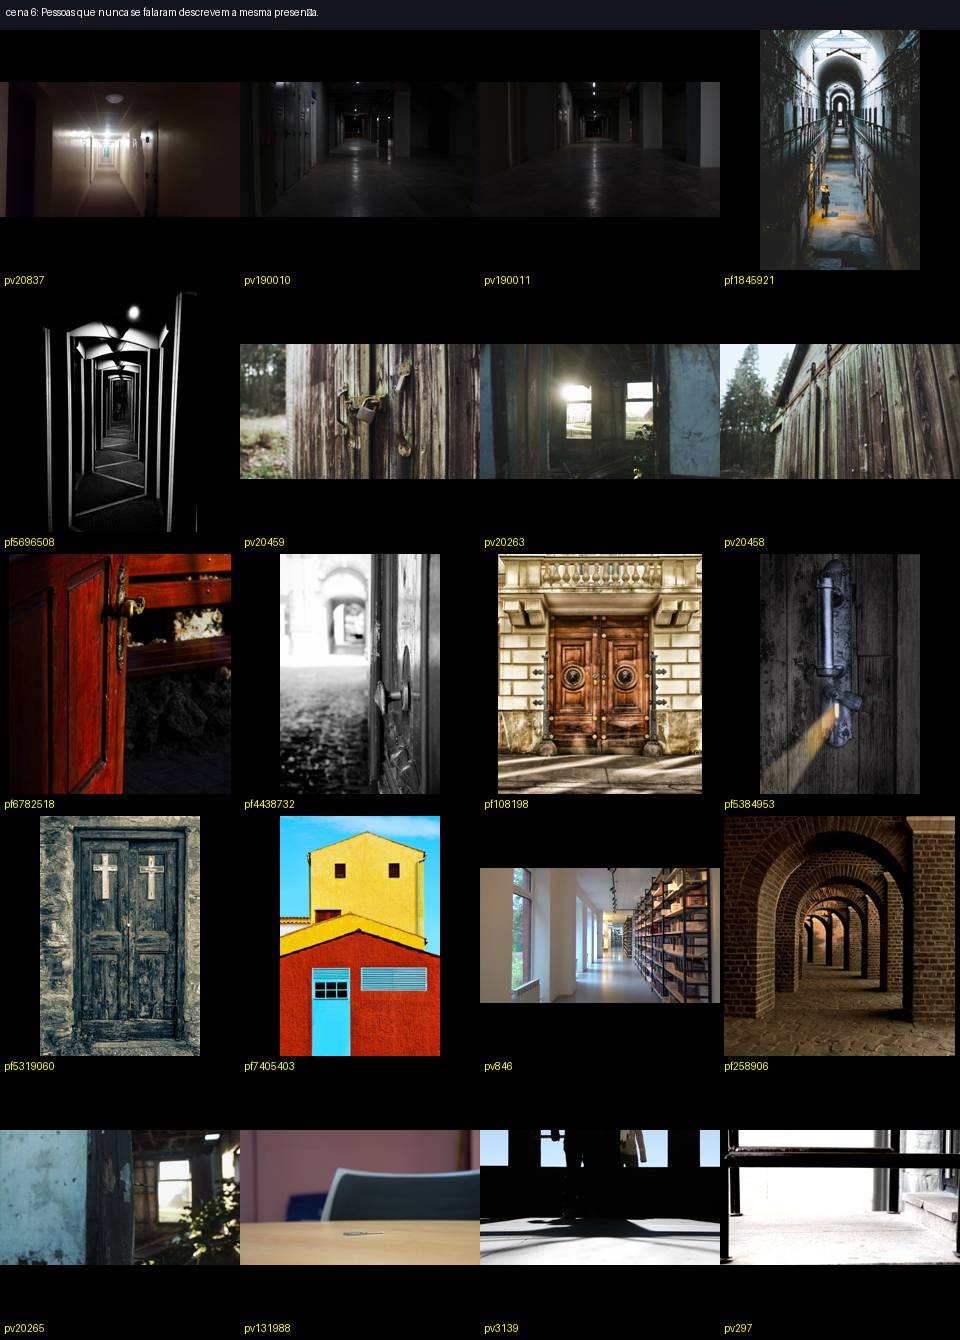 cena 6: Pessoas que nunca se falaram descrevem a mesma presen▯a.
pv20837
pv190010
pv190011
pf1845921
pf5696508
pv20459
pv20263
pv20458
pf6782518
pf4438732
pf108198
pf5384953
pf5319060
pf7405403
pv846
pf258906
pv20265
pv131988
pv3139
pv297